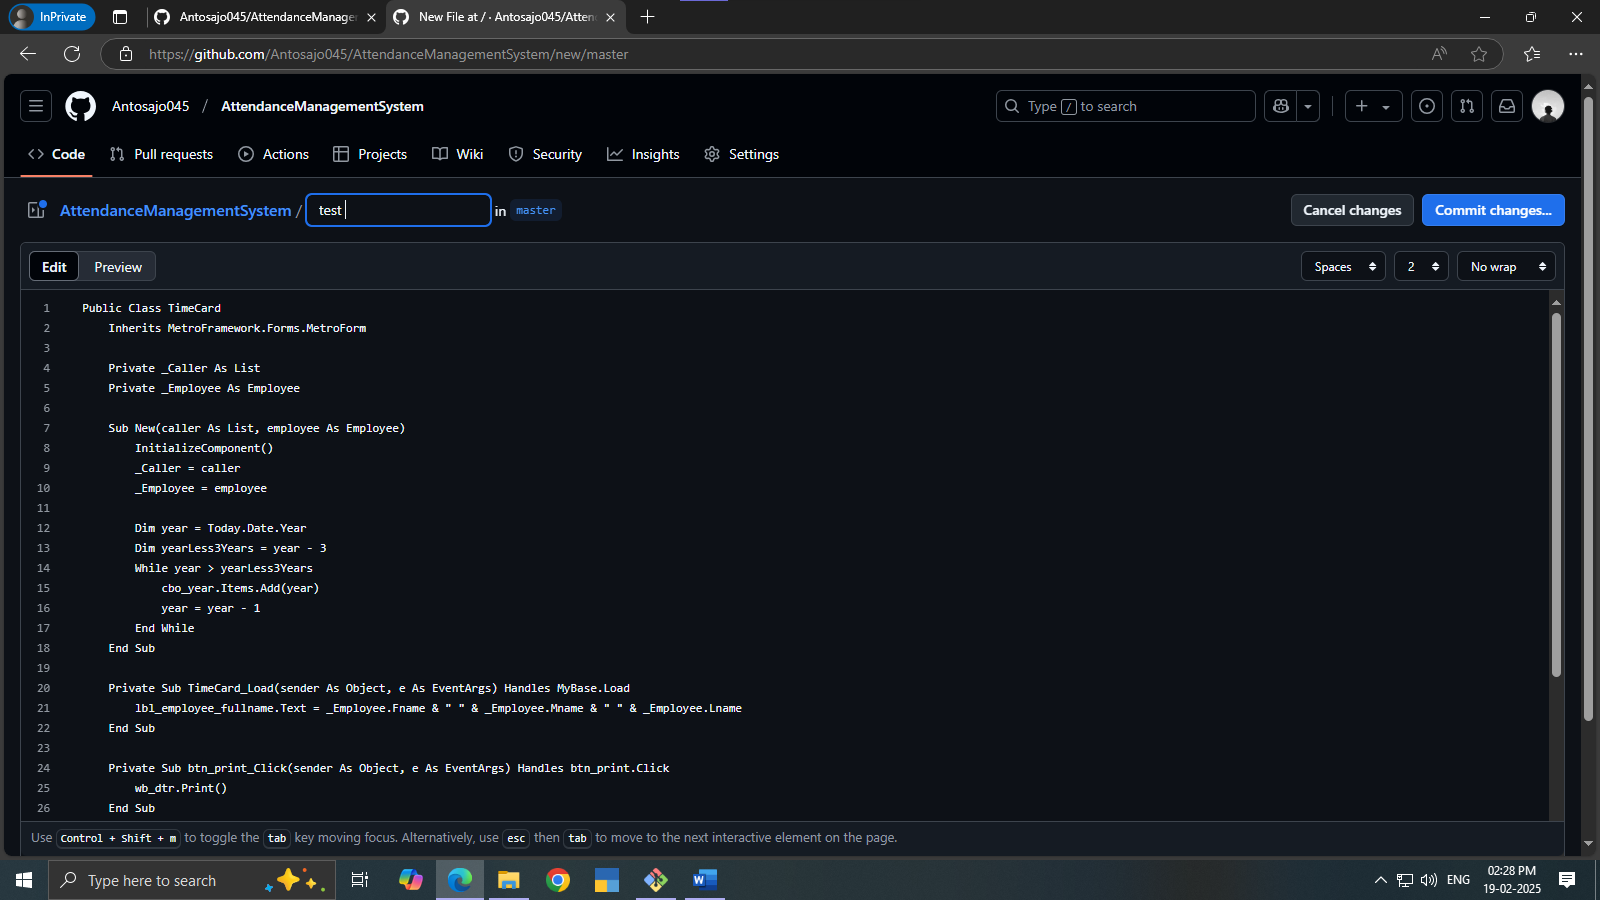 InPrivate
Antosajo045/AttendanceManager
New File at / · Antosajo045/Atten
https://github.com/Antosajo045/AttendanceManagementSystem/new/master
Antosajo045 / AttendanceManagementSystem
Type / to search
Code
Pull requests
Actions
Projects
Wiki
Security
Insights
Settings
AttendanceManagementSystem / test in master
Cancel changes
Commit changes...
Edit
Preview
Spaces
2
No wrap
1 Public Class TimeCard
2 Inherits MetroFramework.Forms.MetroForm
3
4 Private _Caller As List
5 Private _Employee As Employee
6
7 Sub New(caller As List, employee As Employee)
8 InitializeComponent()
9 _Caller = caller
10 _Employee = employee
11
12 Dim year = Today.Date.Year
13 Dim yearLess3Years = year - 3
14 While year > yearLess3Years
15 cbo_year.Items.Add(year)
16 year = year - 1
17 End While
18 End Sub
19
20 Private Sub TimeCard_Load(sender As Object, e As EventArgs) Handles MyBase.Load
21 lbl_employee_fullname.Text = _Employee.Fname & " " & _Employee.Mname & " " & _Employee.Lname
22 End Sub
23
24 Private Sub btn_print_Click(sender As Object, e As EventArgs) Handles btn_print.Click
25 wb_dtr.Print()
26 End Sub
Use Control + Shift + m to toggle the tab key moving focus. Alternatively, use esc then tab to move to the next interactive element on the page.
Type here to search
ENG
02:28 PM
19-02-2025